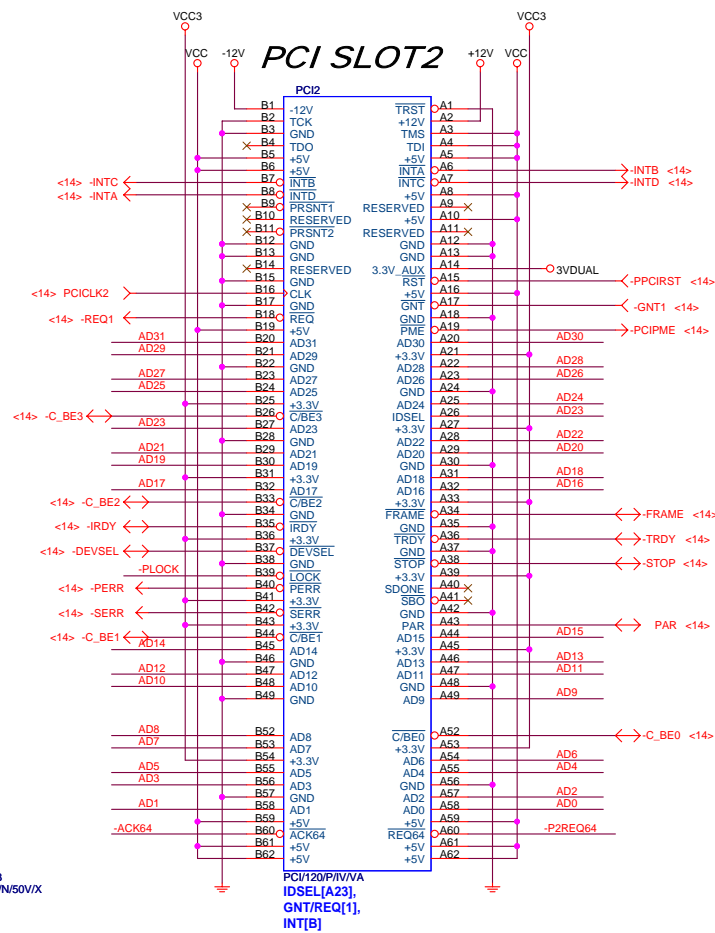 VCC3
VCC3
VCC -12V PCI SLOT2 +12V VCC
PCI2
B1 -12V TRST A1
B2 TCK +12V A2
B3 GND TMS A3
B4 TDO TDI A4
B5 +5V +5V A5
B6 +5V INTA A6 -INTB <14>
<14> -INTC B7 INTB INTC A7 -INTD <14>
<14> -INTA B8 INTD +5V A8
B9 PRSNT1 RESERVED A9
B10 RESERVED +5V A10
B11 PRSNT2 RESERVED A11
B12 GND GND A12
B13 GND GND A13
B14 RESERVED 3.3V_AUX A14 3VDUAL
B15 GND RST A15 -PPCIRST <14>
<14> PCICLK2 B16 CLK +5V A16
B17 GND GNT A17 -GNT1 <14>
<14> -REQ1 B18 REQ GND A18
B19 +5V PME A19 -PCIPME <14>
AD31 B20 AD31 AD30 A20 AD30
AD29 B21 AD29 +3.3V A21
B22 GND AD28 A22 AD28
AD27 B23 AD27 AD26 A23 AD26
AD25 B24 AD25 GND A24
B25 +3.3V AD24 A25 AD24
<14> -C_BE3 B26 C/BE3 IDSEL A26 AD23
AD23 B27 AD23 +3.3V A27
B28 GND AD22 A28 AD22
AD21 B29 AD21 AD20 A29 AD20
AD19 B30 AD19 GND A30
B31 +3.3V AD18 A31 AD18
AD17 B32 AD17 AD16 A32 AD16
<14> -C_BE2 B33 C/BE2 +3.3V A33
B34 GND FRAME A34 -FRAME <14>
<14> -IRDY B35 IRDY GND A35
B36 +3.3V TRDY A36 -TRDY <14>
<14> -DEVSEL B37 DEVSEL GND A37
B38 GND STOP A38 -STOP <14>
-PLOCK B39 LOCK +3.3V A39
<14> -PERR B40 PERR SDONE A40
B41 +3.3V SBO A41
<14> -SERR B42 SERR GND A42
B43 +3.3V PAR A43 PAR <14>
<14> -C_BE1 B44 C/BE1 AD15 A44 AD15
AD14 B45 AD14 +3.3V A45
B46 GND AD13 A46 AD13
AD12 B47 AD12 AD11 A47 AD11
AD10 B48 AD10 GND A48
B49 GND AD9 A49 AD9
AD8 B52 AD8 C/BE0 A52 -C_BE0 <14>
AD7 B53 AD7 +3.3V A53
B54 +3.3V AD6 A54 AD6
AD5 B55 AD5 AD4 A55 AD4
AD3 B56 AD3 GND A56
B57 GND AD2 A57 AD2
AD1 B58 AD1 AD0 A58 AD0
B59 +5V +5V A59
-ACK64 B60 ACK64 REQ64 A60 -P2REQ64
B61 +5V +5V A61
B62 +5V +5V A62
/N/50V/X
PCI/120/P/IV/VA
IDSEL[A23],
GNT/REQ[1],
INT[B]